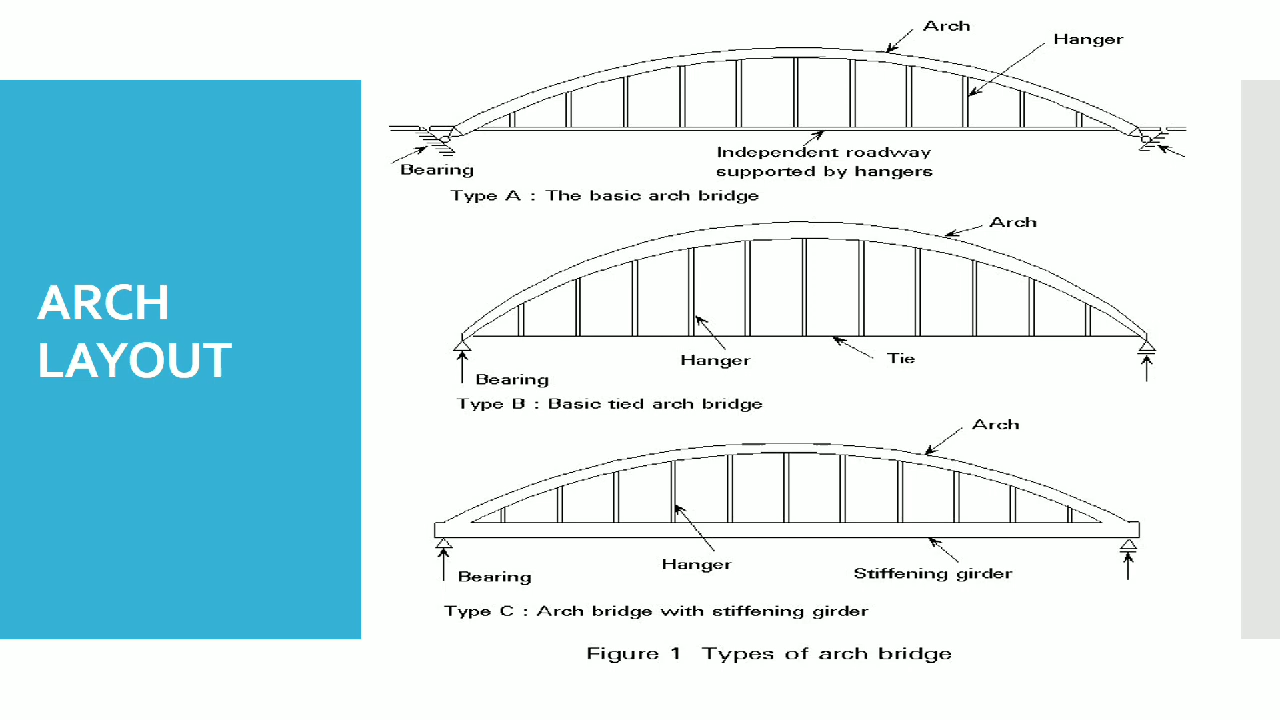 ARCH
LAYOUT
Arch
Hanger
Bearing
Independent roadway
supported by hangers
Type A : The basic arch bridge
Arch
Hanger
Tie
Bearing
Type B : Basic tied arch bridge
Arch
Hanger
Stiffening girder
Bearing
Type C : Arch bridge with stiffening girder
Figure 1 Types of arch bridge